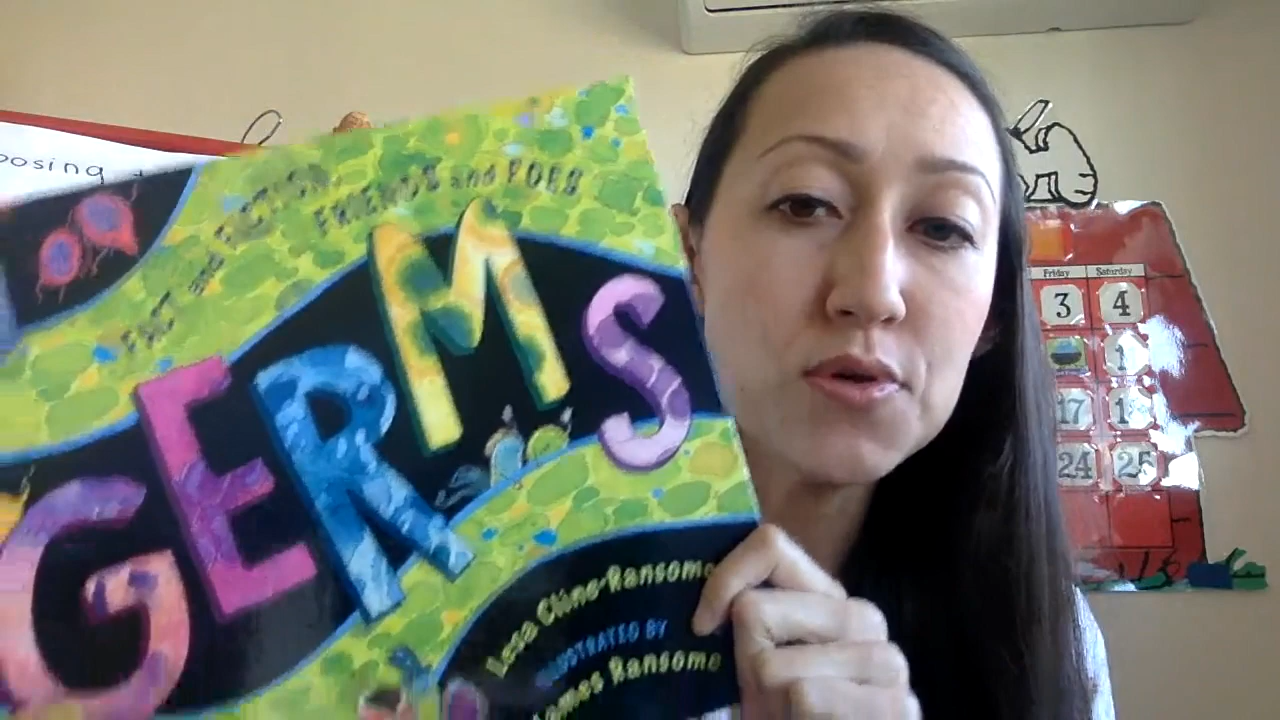 posing
FACT and FICTION,
FRIENDS and FOES
GERMS
Lesa Cline-Ransome
ILLUSTRATED BY
James Ransome
Friday Saturday
3 4
17
24 25